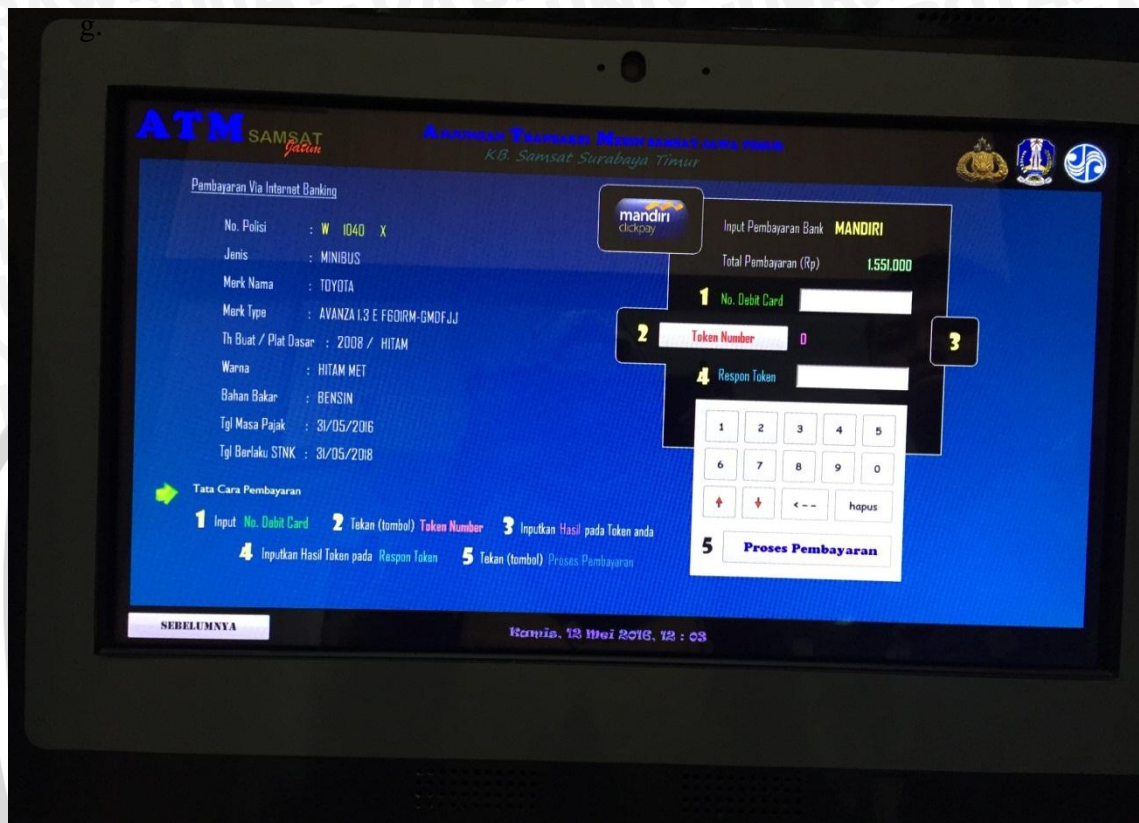 g.
ATM SAMSAT Jatim
ANJUNGAN TRANSAKSI MESIN SAMSAT JAWA TIMUR
KB. Samsat Surabaya Timur
Pembayaran Via Internet Banking
No. Polisi : W 1040 X
Jenis : MINIBUS
Merk Nama : TOYOTA
Merk Type : AVANZA 1.3 E F601RM-GMDFJJ
Th Buat / Plat Dasar : 2008 / HITAM
Warna : HITAM MET
Bahan Bakar : BENSIN
Tgl Masa Pajak : 31/05/2016
Tgl Berlaku STNK : 31/05/2018
mandiri
clickpay
Input Pembayaran Bank MANDIRI
Total Pembayaran (Rp) 1.551.000
1 No. Debit Card
2 Token Number 0 3
4 Respon Token
1 2 3 4 5
6 7 8 9 0
<-- hapus
5 Proses Pembayaran
Tata Cara Pembayaran
1 Input No. Debit Card 2 Tekan (tombol) Token Number 3 Inputkan Hasil pada Token anda
4 Inputkan Hasil Token pada Respon Token 5 Tekan (tombol) Proses Pembayaran
SEBELUMNYA
Kamis, 12 Mei 2016, 12 : 03